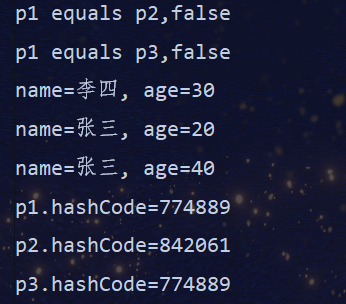 p1 equals p2,false
p1 equals p3,false
name=李四, age=30
name=张三, age=20
name=张三, age=40
p1.hashCode=774889
p2.hashCode=842061
p3.hashCode=774889